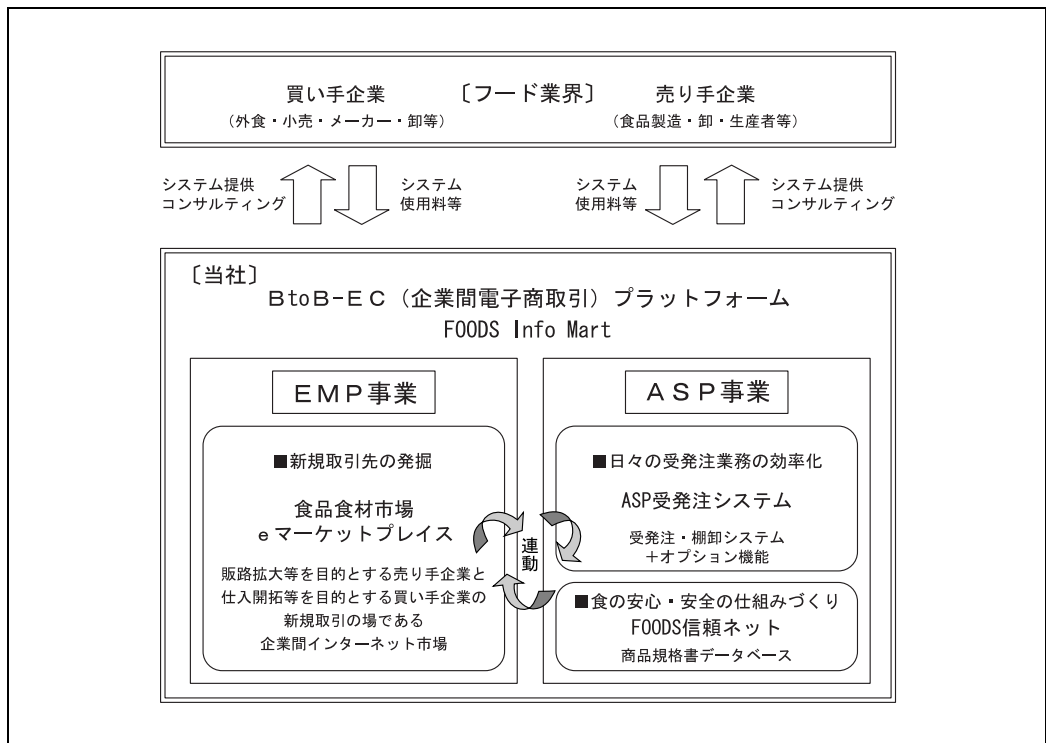 買い手企業 〔フード業界〕 売り手企業
（外食・小売・メーカー・卸等） （食品製造・卸・生産者等）
システム提供
コンサルティング
システム
使用料等
システム
使用料等
システム提供
コンサルティング
〔当社〕
BtoB-EC（企業間電子商取引）プラットフォーム
FOODS Info Mart
EMP事業
■新規取引先の発掘
食品食材市場
eマーケットプレイス
販路拡大等を目的とする売り手企業と
仕入開拓等を目的とする買い手企業の
新規取引の場である
企業間インターネット市場
連動
ASP事業
■日々の受発注業務の効率化
ASP受発注システム
受発注・棚卸システム
＋オプション機能
■食の安心・安全の仕組みづくり
FOODS信頼ネット
商品規格書データベース